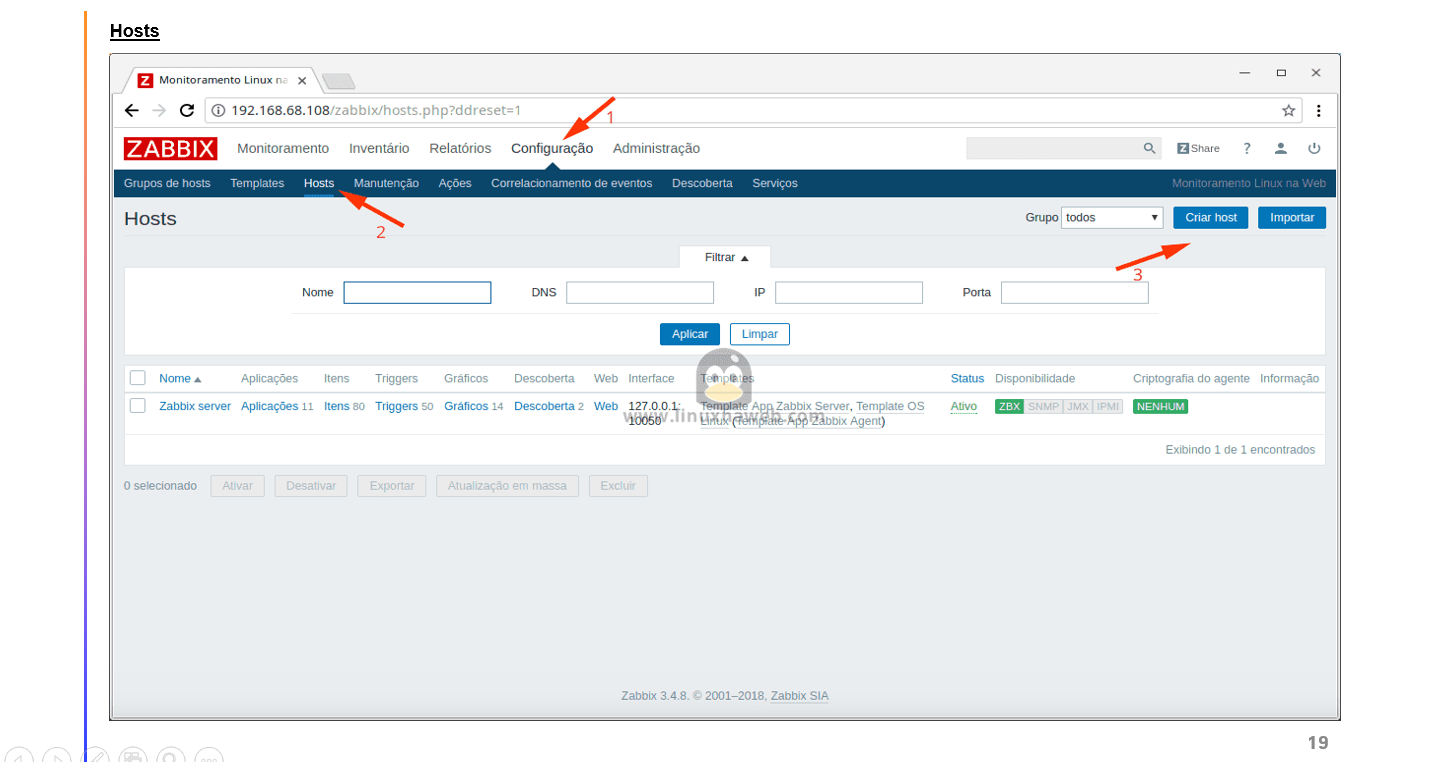 Hosts
Monitoramento Linux na
192.168.68.108/zabbix/hosts.php?ddreset=1
1
ZABBIX Monitoramento Inventário Relatórios Configuração Administração Z Share ?
Grupos de hosts Templates Hosts Manutenção Ações Correlacionamento de eventos Descoberta Serviços Monitoramento Linux na Web
Hosts Grupo todos Criar host Importar
2
Filtrar
3
Nome DNS IP Porta
Aplicar Limpar
Nome Aplicações Itens Triggers Gráficos Descoberta Web Interface Templates Status Disponibilidade Criptografia do agente Informação
Zabbix server Aplicações 11 Itens 80 Triggers 50 Gráficos 14 Descoberta 2 Web 127.0.0.1: Template App Zabbix Server, Template OS Ativo ZBX SNMP JMX IPMI NENHUM
10050 Linux (Template App Zabbix Agent)
www.linuxnaweb.com
Exibindo 1 de 1 encontrados
0 selecionado Ativar Desativar Exportar Atualização em massa Excluir
Zabbix 3.4.8. © 2001–2018, Zabbix SIA
19